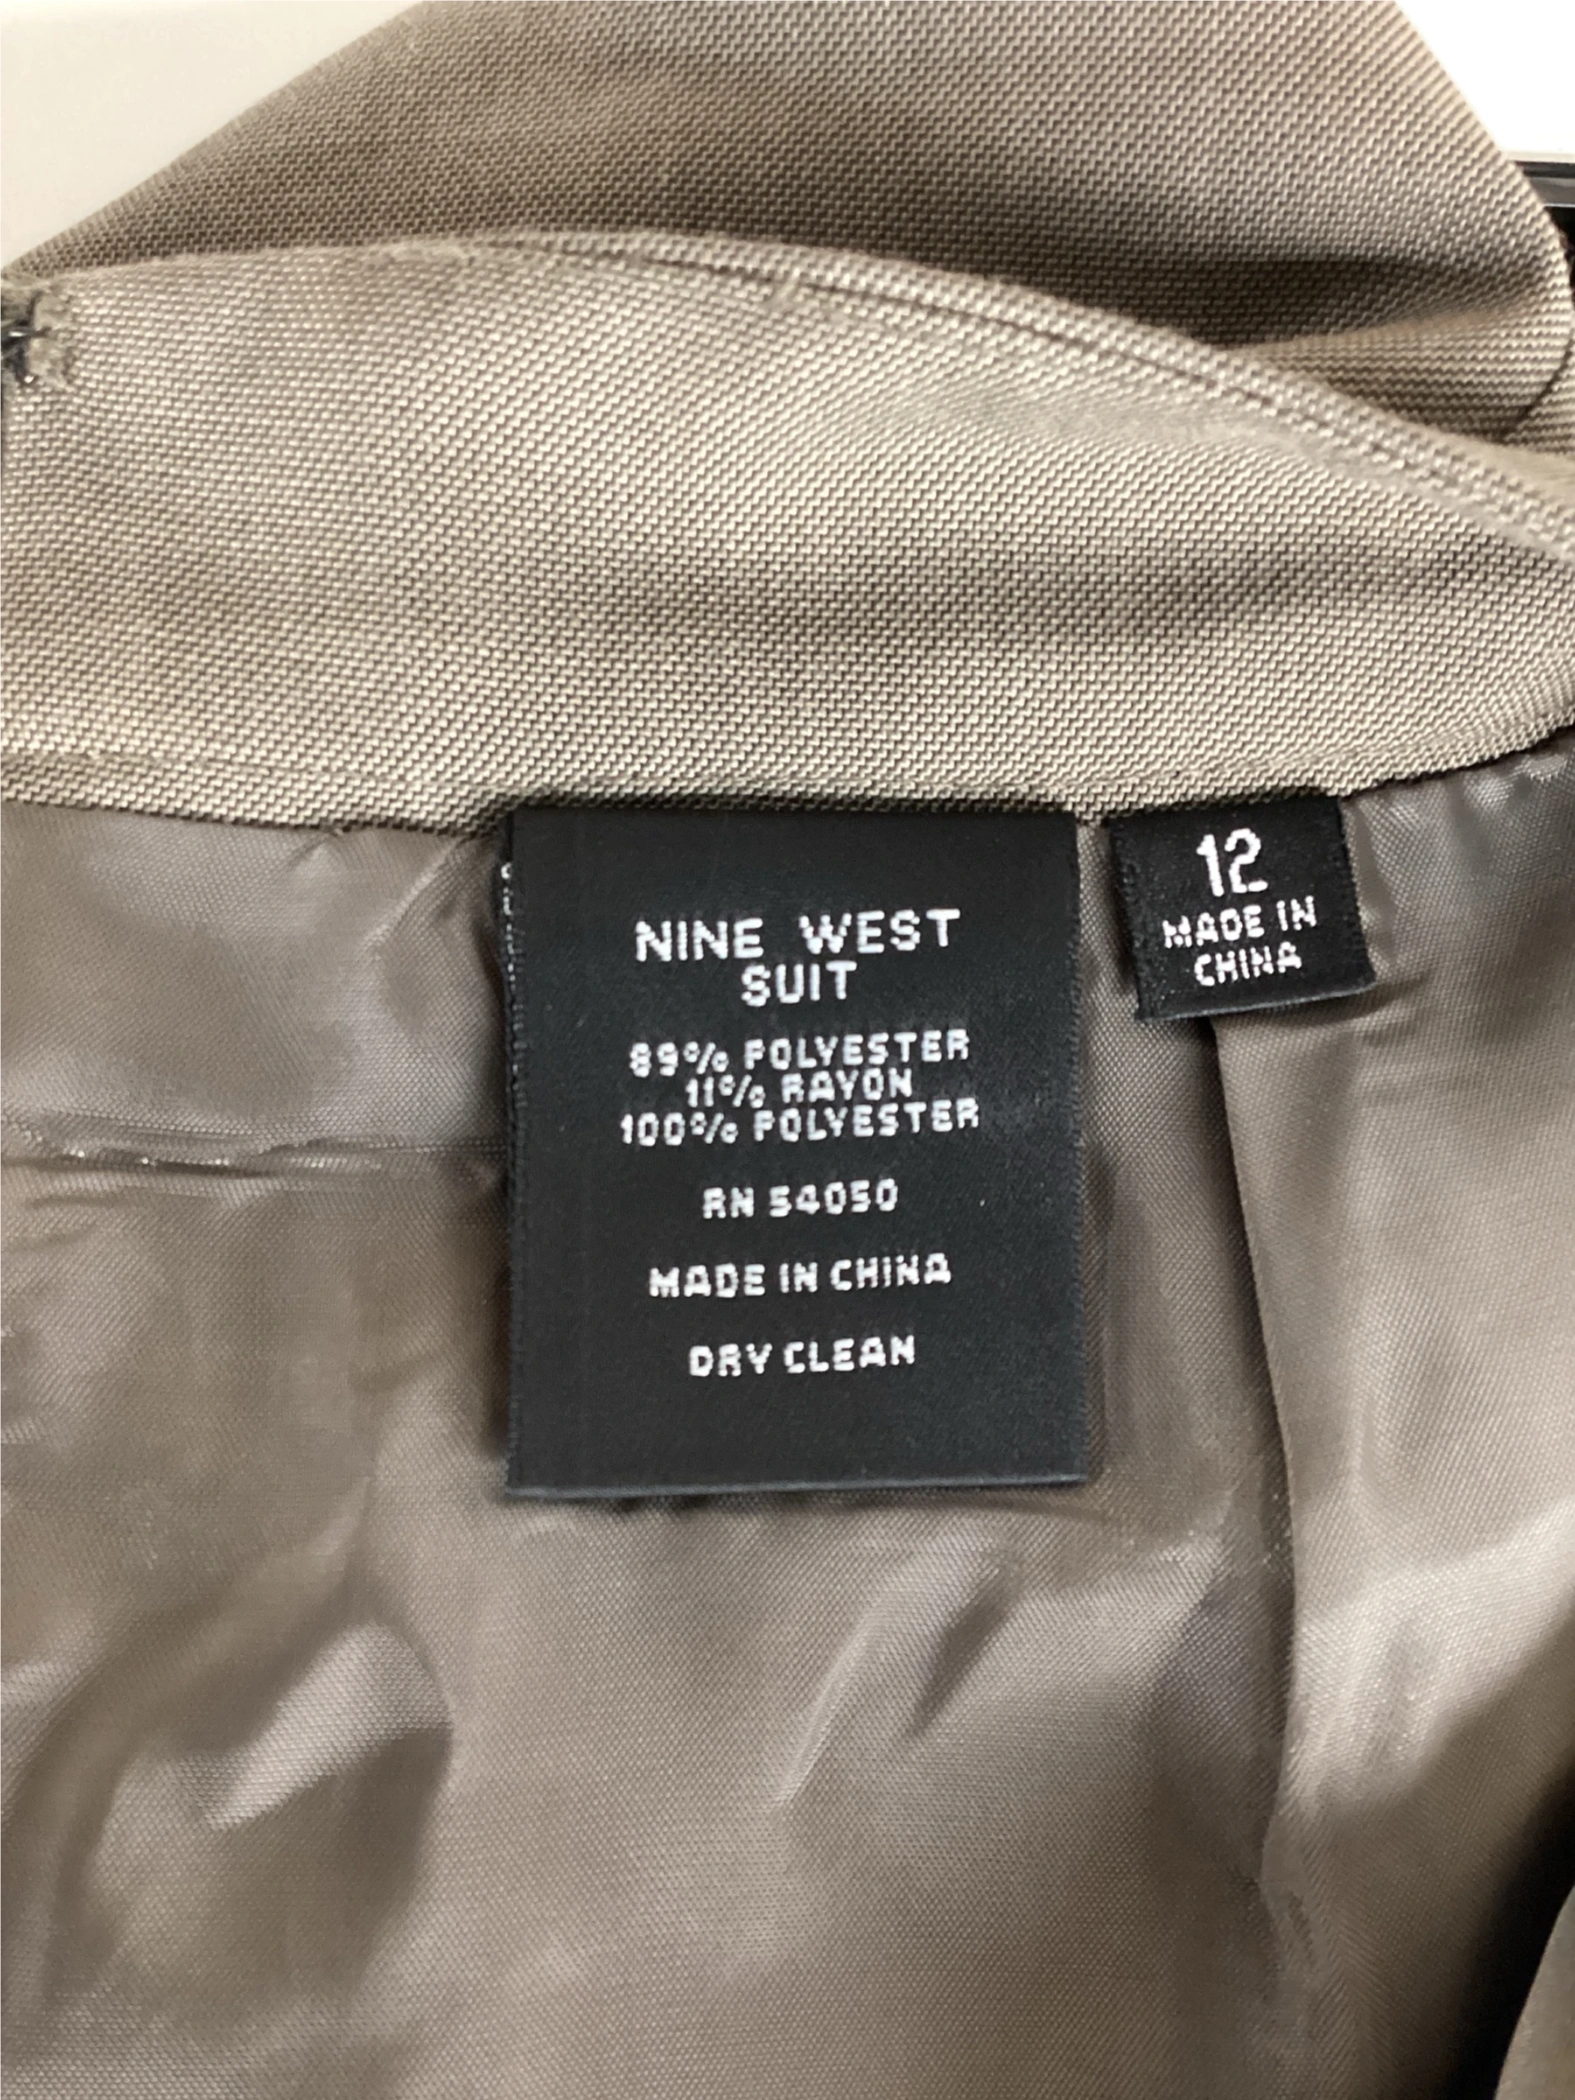 NINE WEST
SUIT
89% POLYESTER
11% RAYON
100% POLYESTER
RN 54050
MADE IN CHINA
DRY CLEAN
12
MADE IN
CHINA